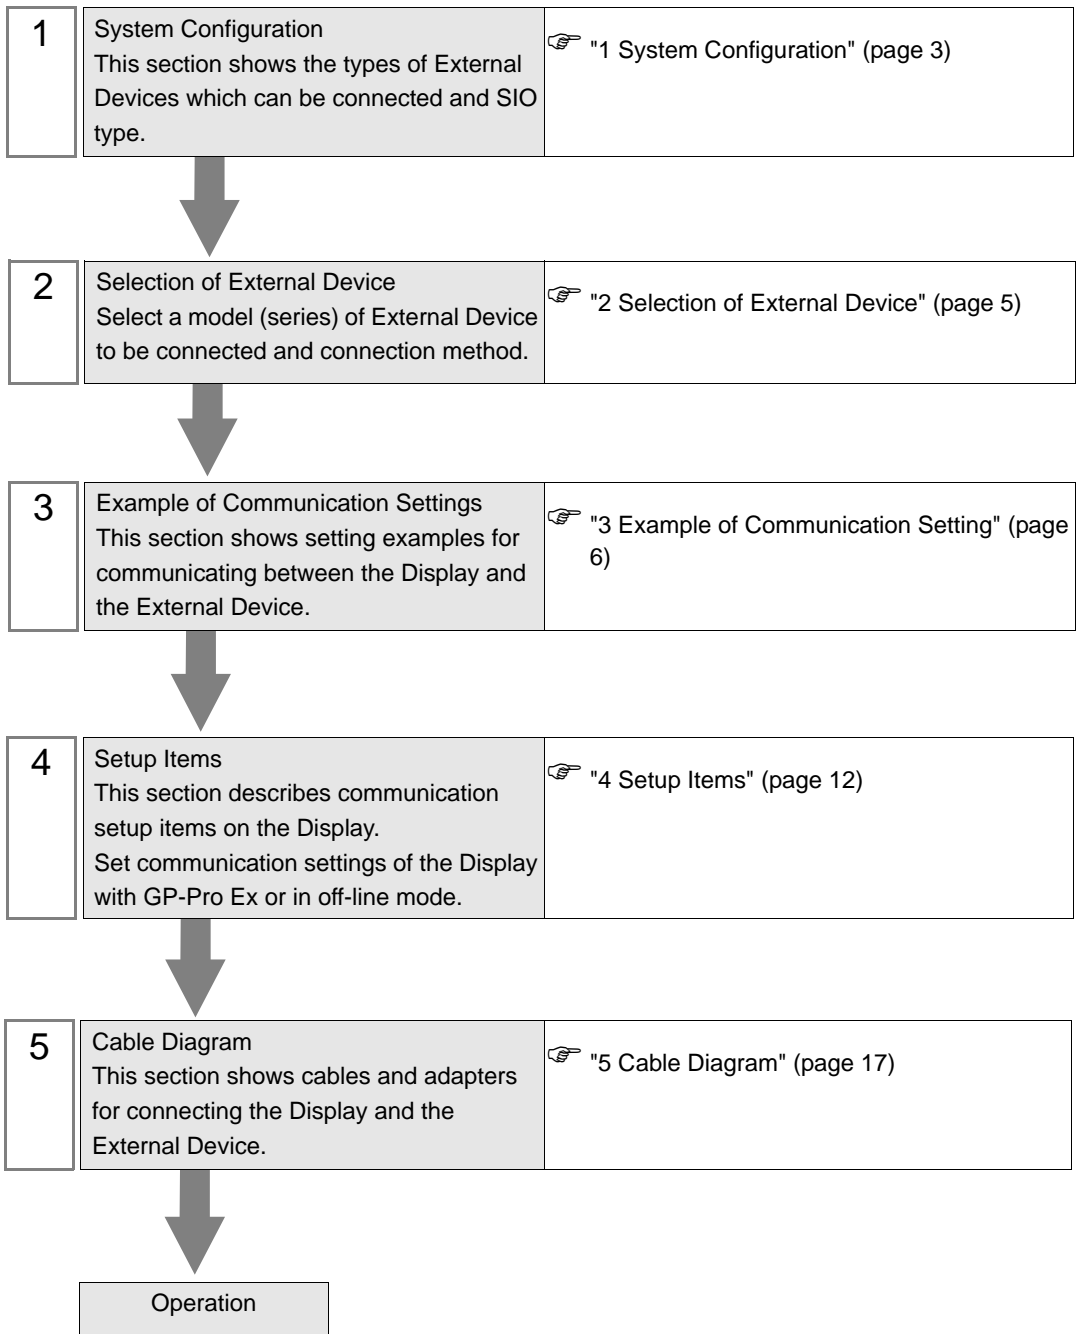 1
System Configuration
This section shows the types of External
Devices which can be connected and SIO
type.
"1 System Configuration" (page 3)
2
Selection of External Device
Select a model (series) of External Device
to be connected and connection method.
"2 Selection of External Device" (page 5)
3
Example of Communication Settings
This section shows setting examples for
communicating between the Display and
the External Device.
"3 Example of Communication Setting" (page
6)
4
Setup Items
This section describes communication
setup items on the Display.
Set communication settings of the Display
with GP-Pro Ex or in off-line mode.
"4 Setup Items" (page 12)
5
Cable Diagram
This section shows cables and adapters
for connecting the Display and the
External Device.
"5 Cable Diagram" (page 17)
Operation